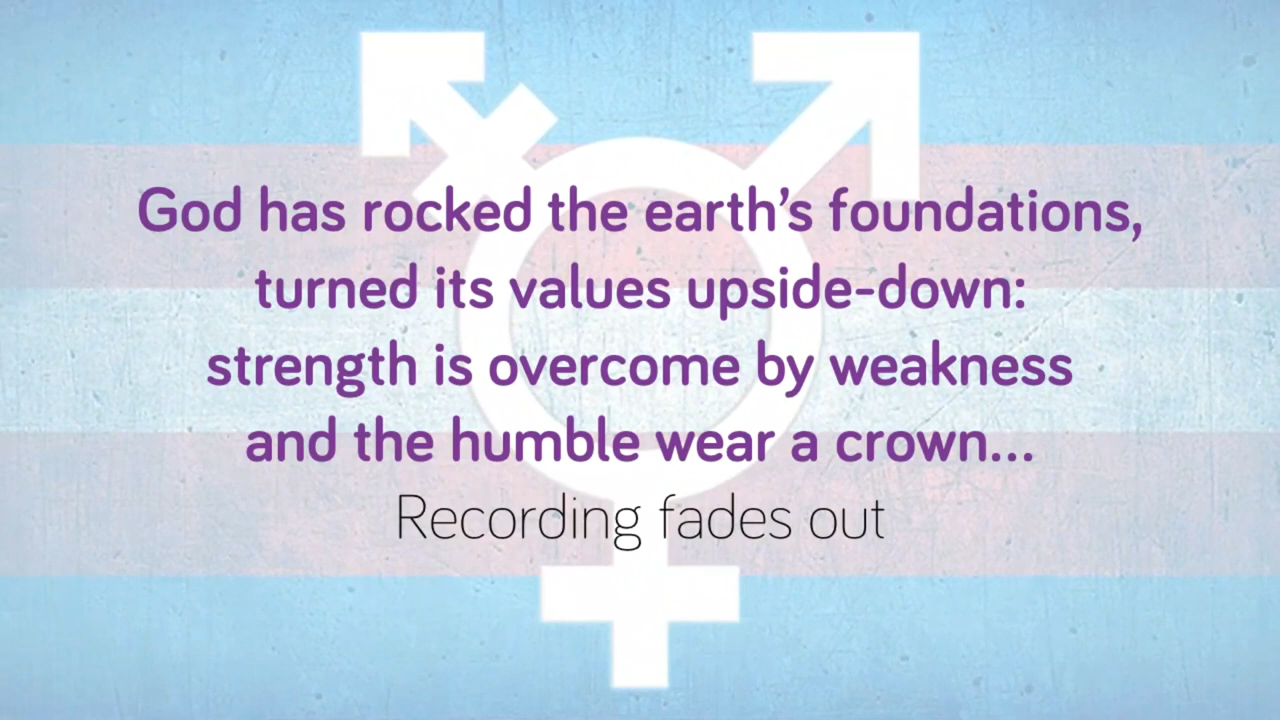 God has rocked the earth’s foundations,
turned its values upside-down:
strength is overcome by weakness
and the humble wear a crown...
Recording fades out